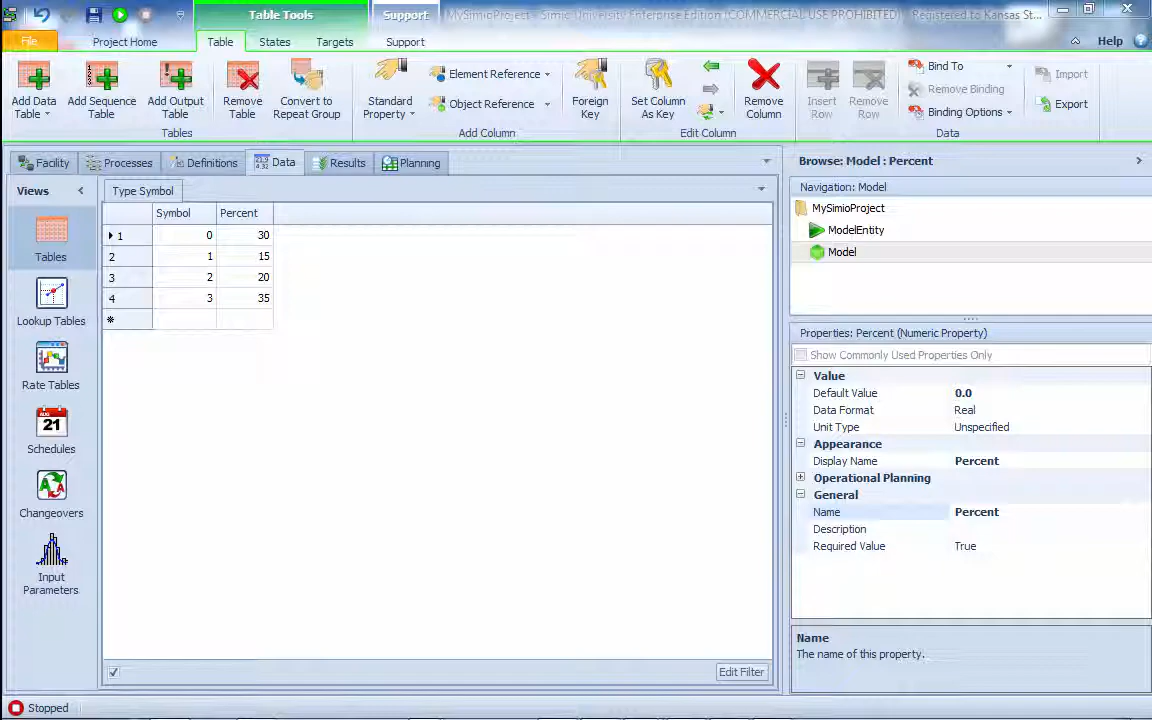 Table Tools Support MySimioProject - Simio University Enterprise Edition (COMMERCIAL USE PROHIBITED) Registered to Kansas St...
File Project Home Table States Targets Support Help
Add Data Table
Add Sequence Table
Add Output Table
Remove Table
Convert to Repeat Group
Tables
Standard Property
Element Reference
Object Reference
Foreign Key
Add Column
Set Column As Key
Remove Column
Edit Column
Insert Row
Remove Row
Bind To
Remove Binding
Binding Options
Import
Export
Data
Facility Processes Definitions Data Results Planning
Views
Tables
Lookup Tables
Rate Tables
AUG
21
Schedules
Changeovers
Input Parameters
Type Symbol
Symbol Percent
1 0 30
2 1 15
3 2 20
4 3 35
Edit Filter
Browse: Model : Percent
Navigation: Model
MySimioProject
ModelEntity
Model
Properties: Percent (Numeric Property)
Show Commonly Used Properties Only
Value
Default Value 0.0
Data Format Real
Unit Type Unspecified
Appearance
Display Name Percent
Operational Planning
General
Name Percent
Description
Required Value True
Name
The name of this property.
Stopped